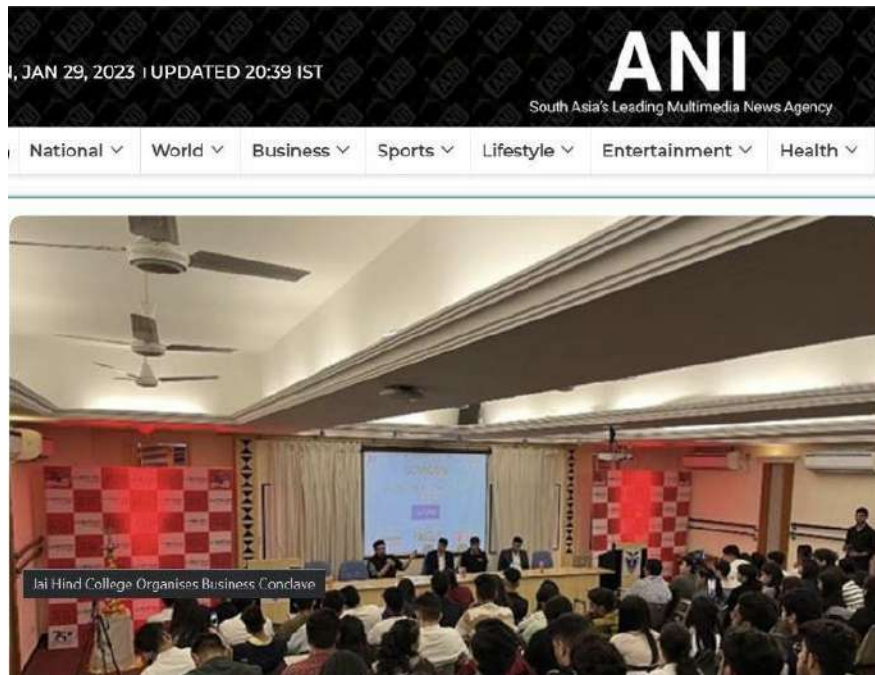 , JAN 29, 2023 | UPDATED 20:39 IST
ANI
South Asia's Leading Multimedia News Agency
National
World
Business
Sports
Lifestyle
Entertainment
Health
Jai Hind College Organises Business Conclave